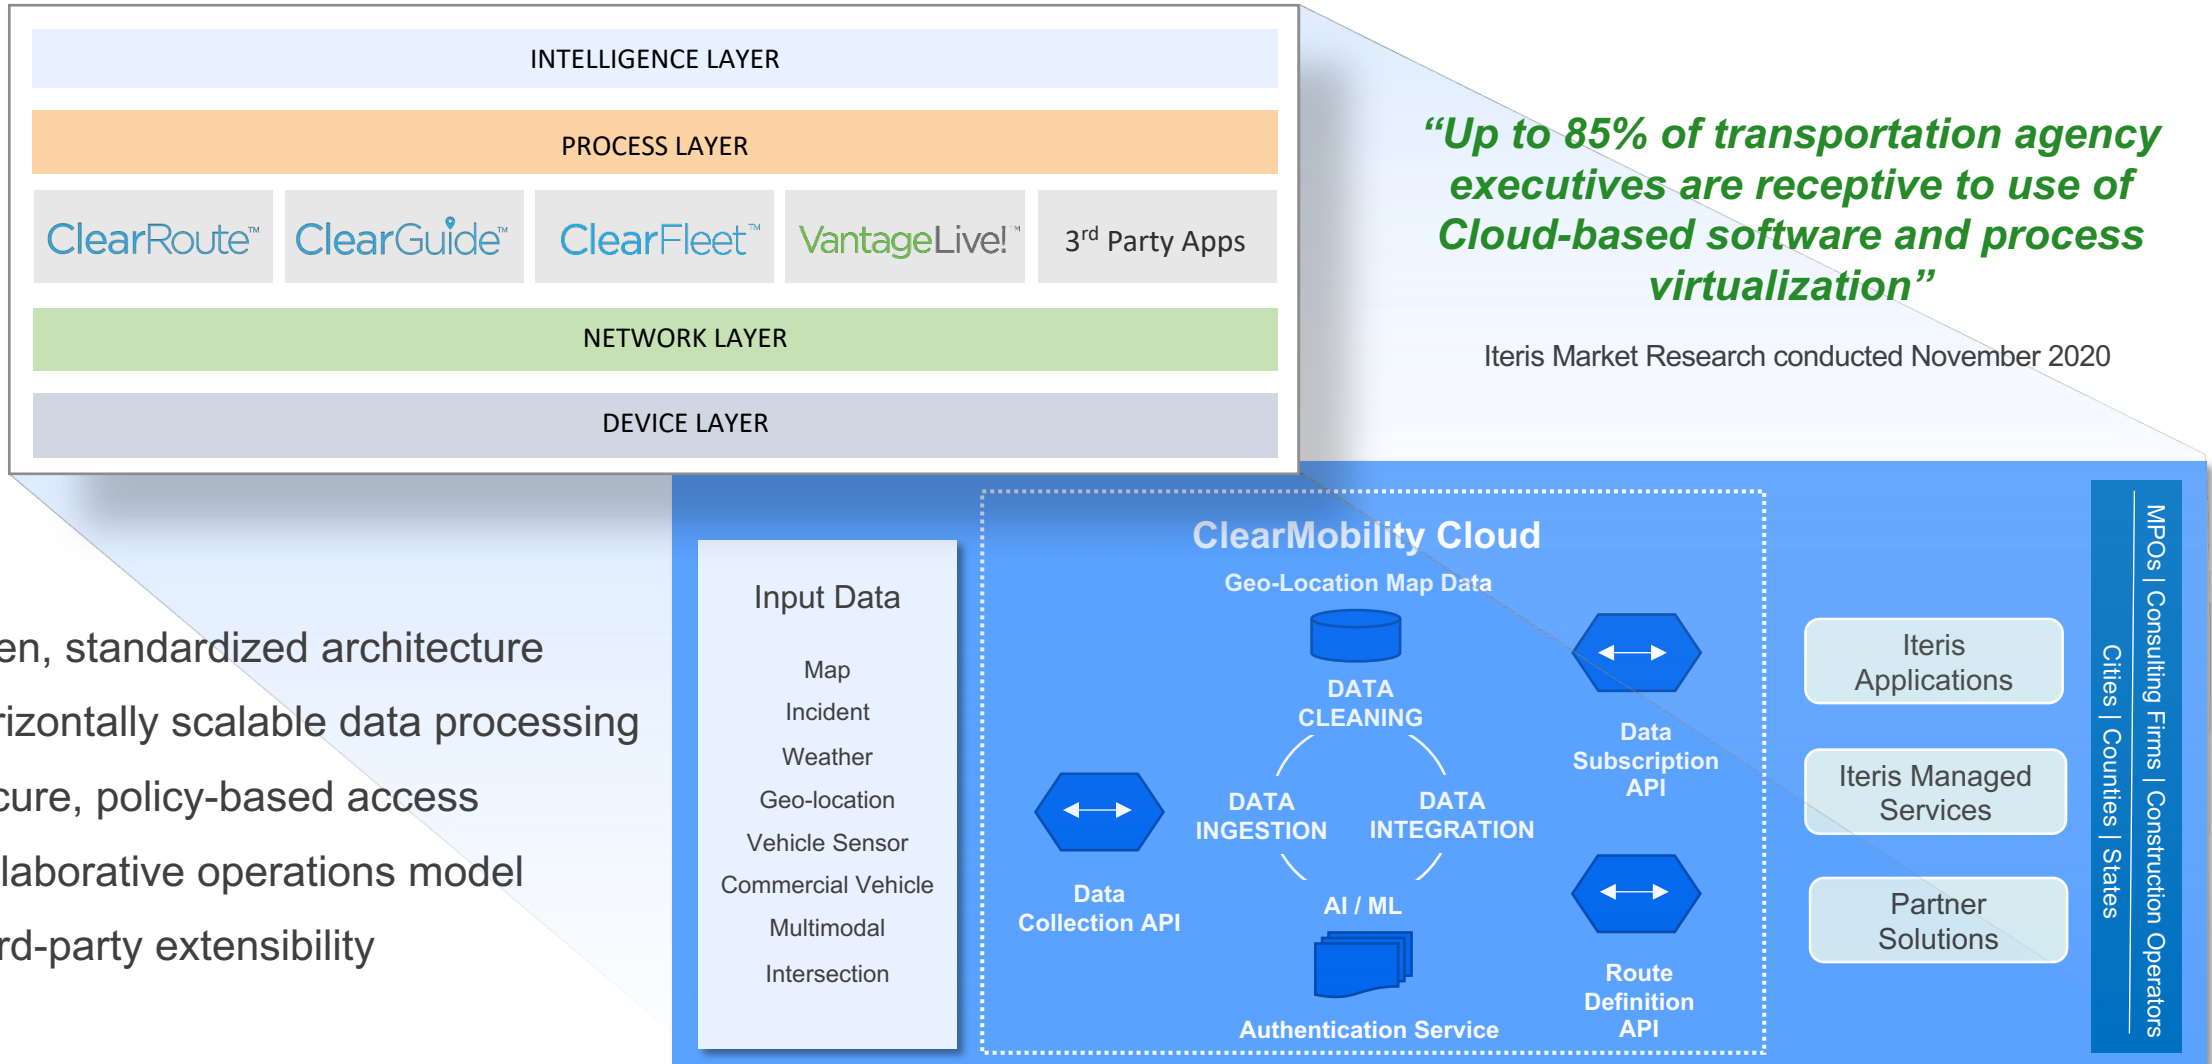 INTELLIGENCE LAYER
PROCESS LAYER
ClearRoute™
ClearGuide™
ClearFleet™
VantageLive!™
3rd Party Apps
NETWORK LAYER
DEVICE LAYER
“Up to 85% of transportation agency
executives are receptive to use of
Cloud-based software and process
virtualization”
Iteris Market Research conducted November 2020
en, standardized architecture
rizontally scalable data processing
cure, policy-based access
llaborative operations model
rd-party extensibility
Input Data
Map
Incident
Weather
Geo-location
Vehicle Sensor
Commercial Vehicle
Multimodal
Intersection
ClearMobility Cloud
Geo-Location Map Data
DATA
CLEANING
DATA
INGESTION
DATA
INTEGRATION
AI / ML
Authentication Service
Data
Collection API
Data
Subscription
API
Route
Definition
API
Iteris
Applications
Iteris Managed
Services
Partner
Solutions
MPOs | Consulting Firms | Construction Operators
Cities | Counties | States